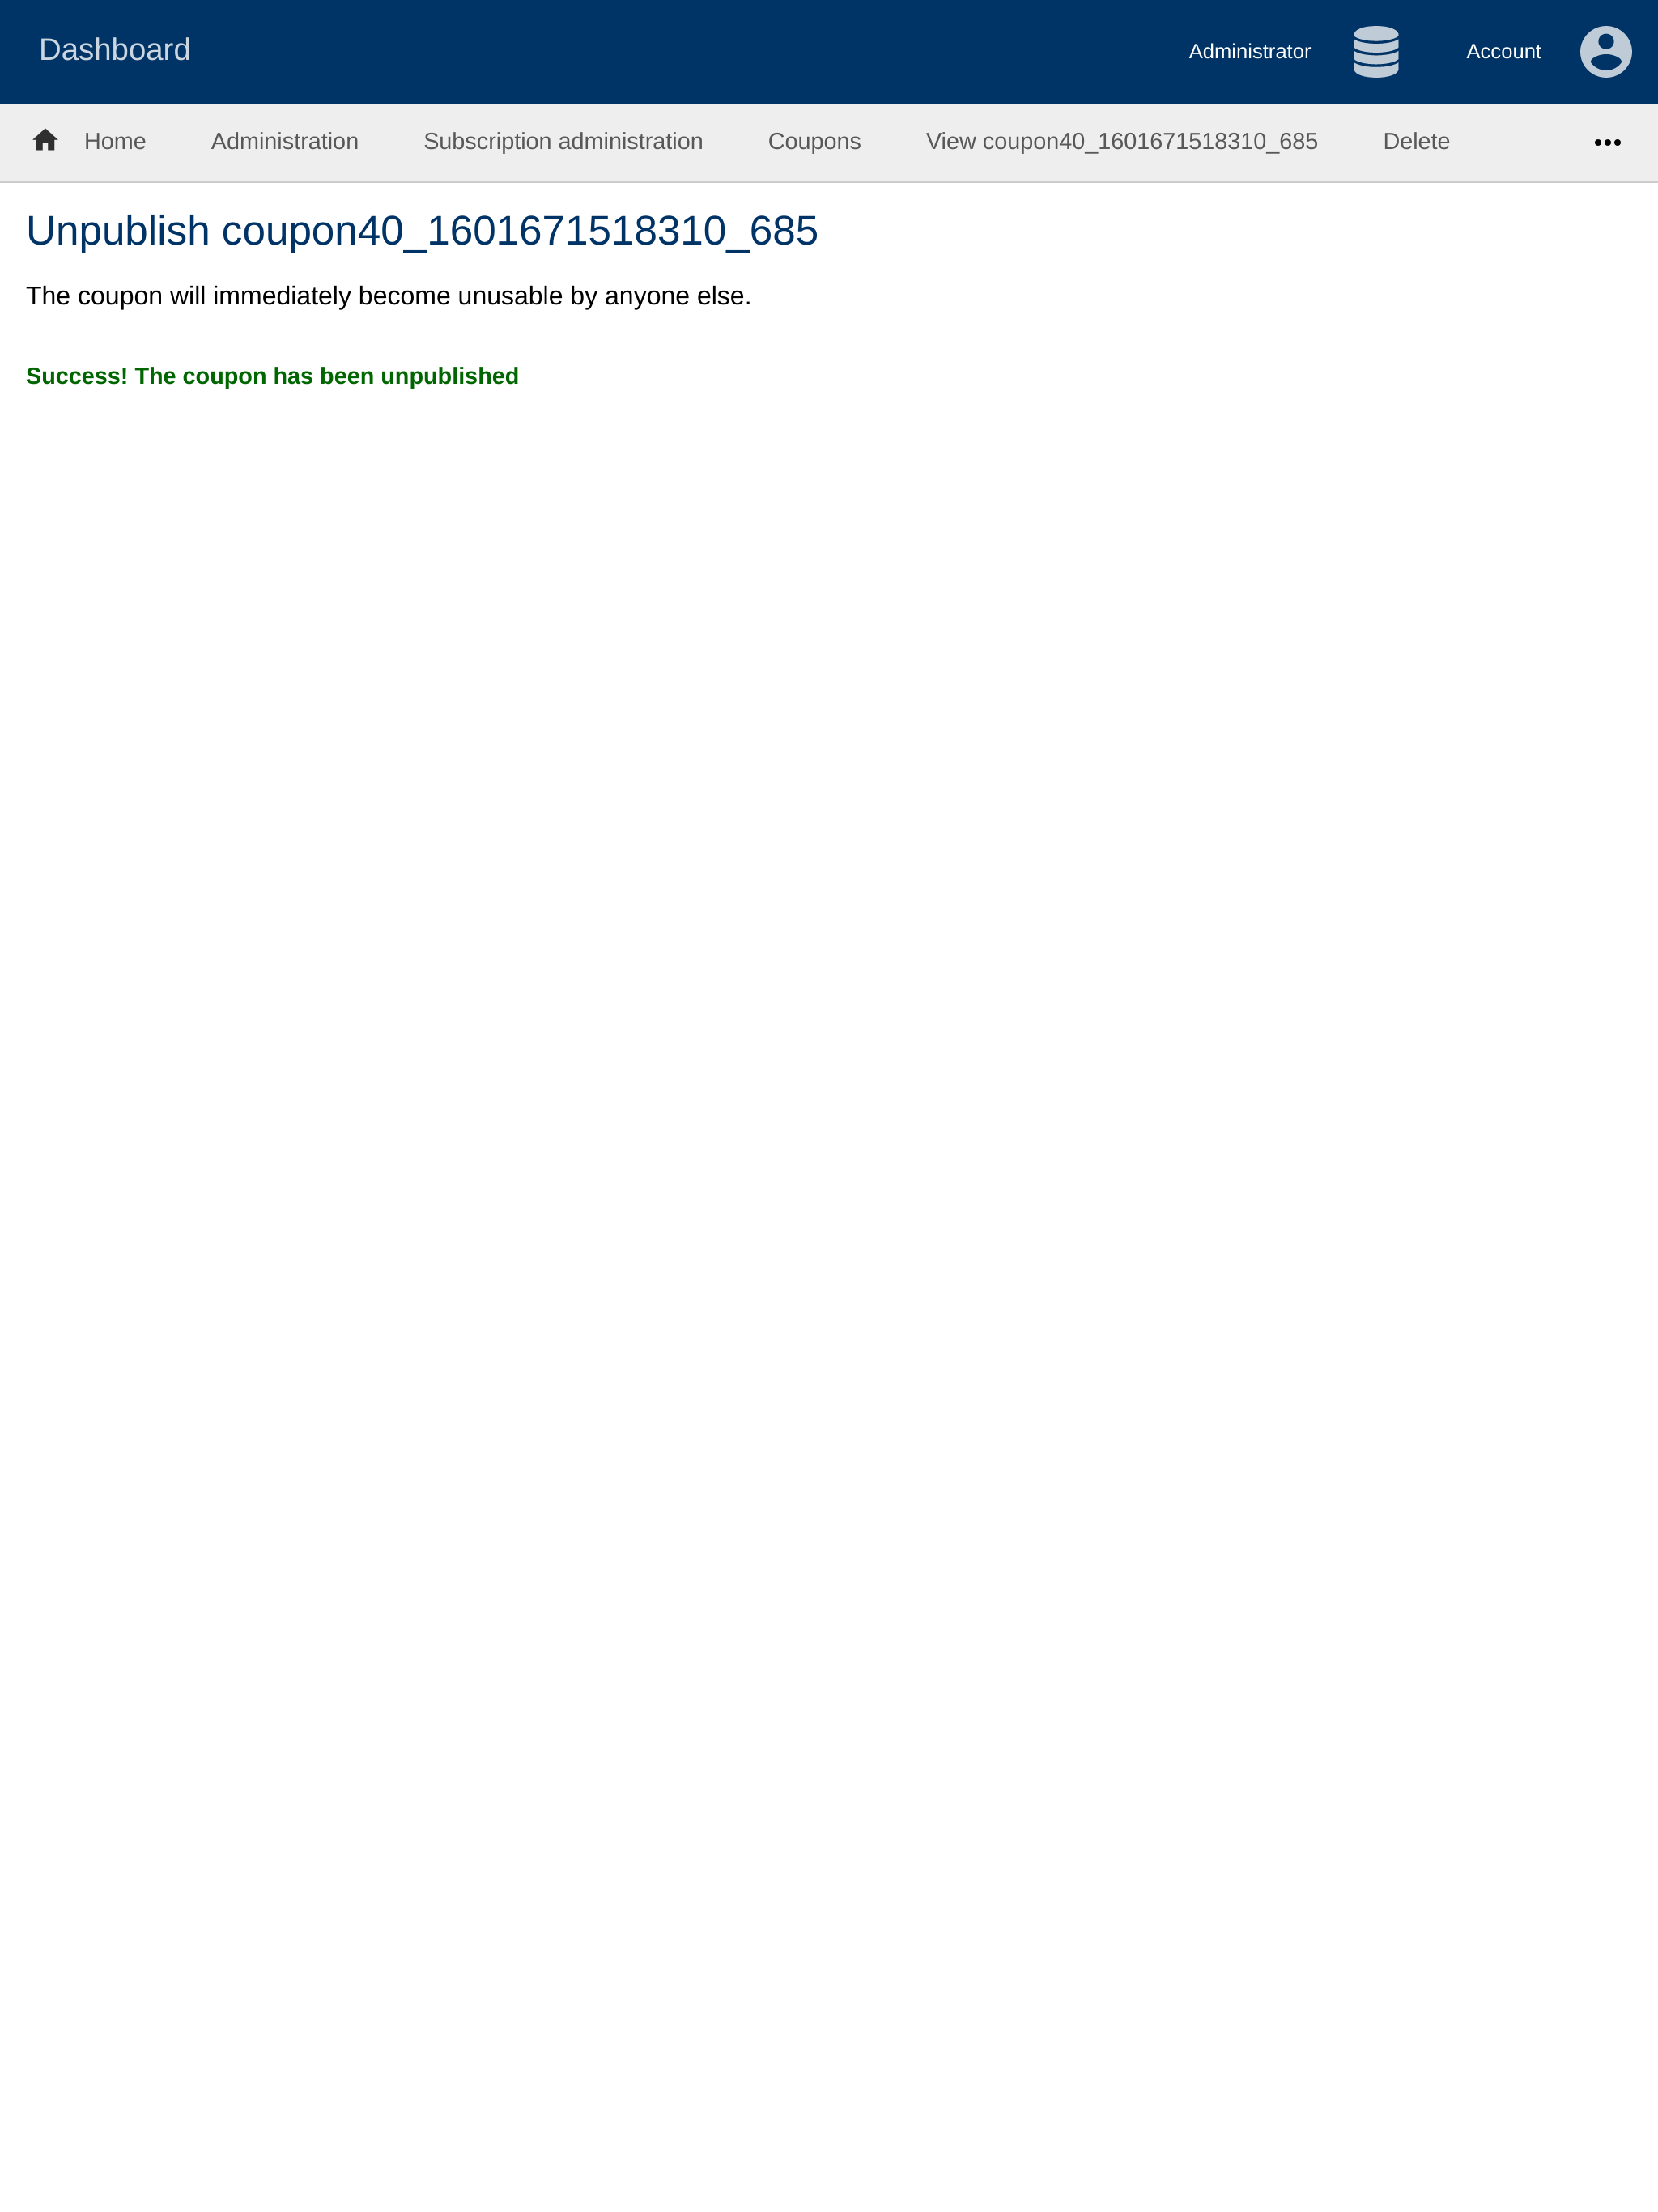 Dashboard
Administrator
Account
Home
Administration
Subscription administration
Coupons
View coupon40_1601671518310_685
Delete
Unpublish coupon40_1601671518310_685
The coupon will immediately become unusable by anyone else.
Success! The coupon has been unpublished